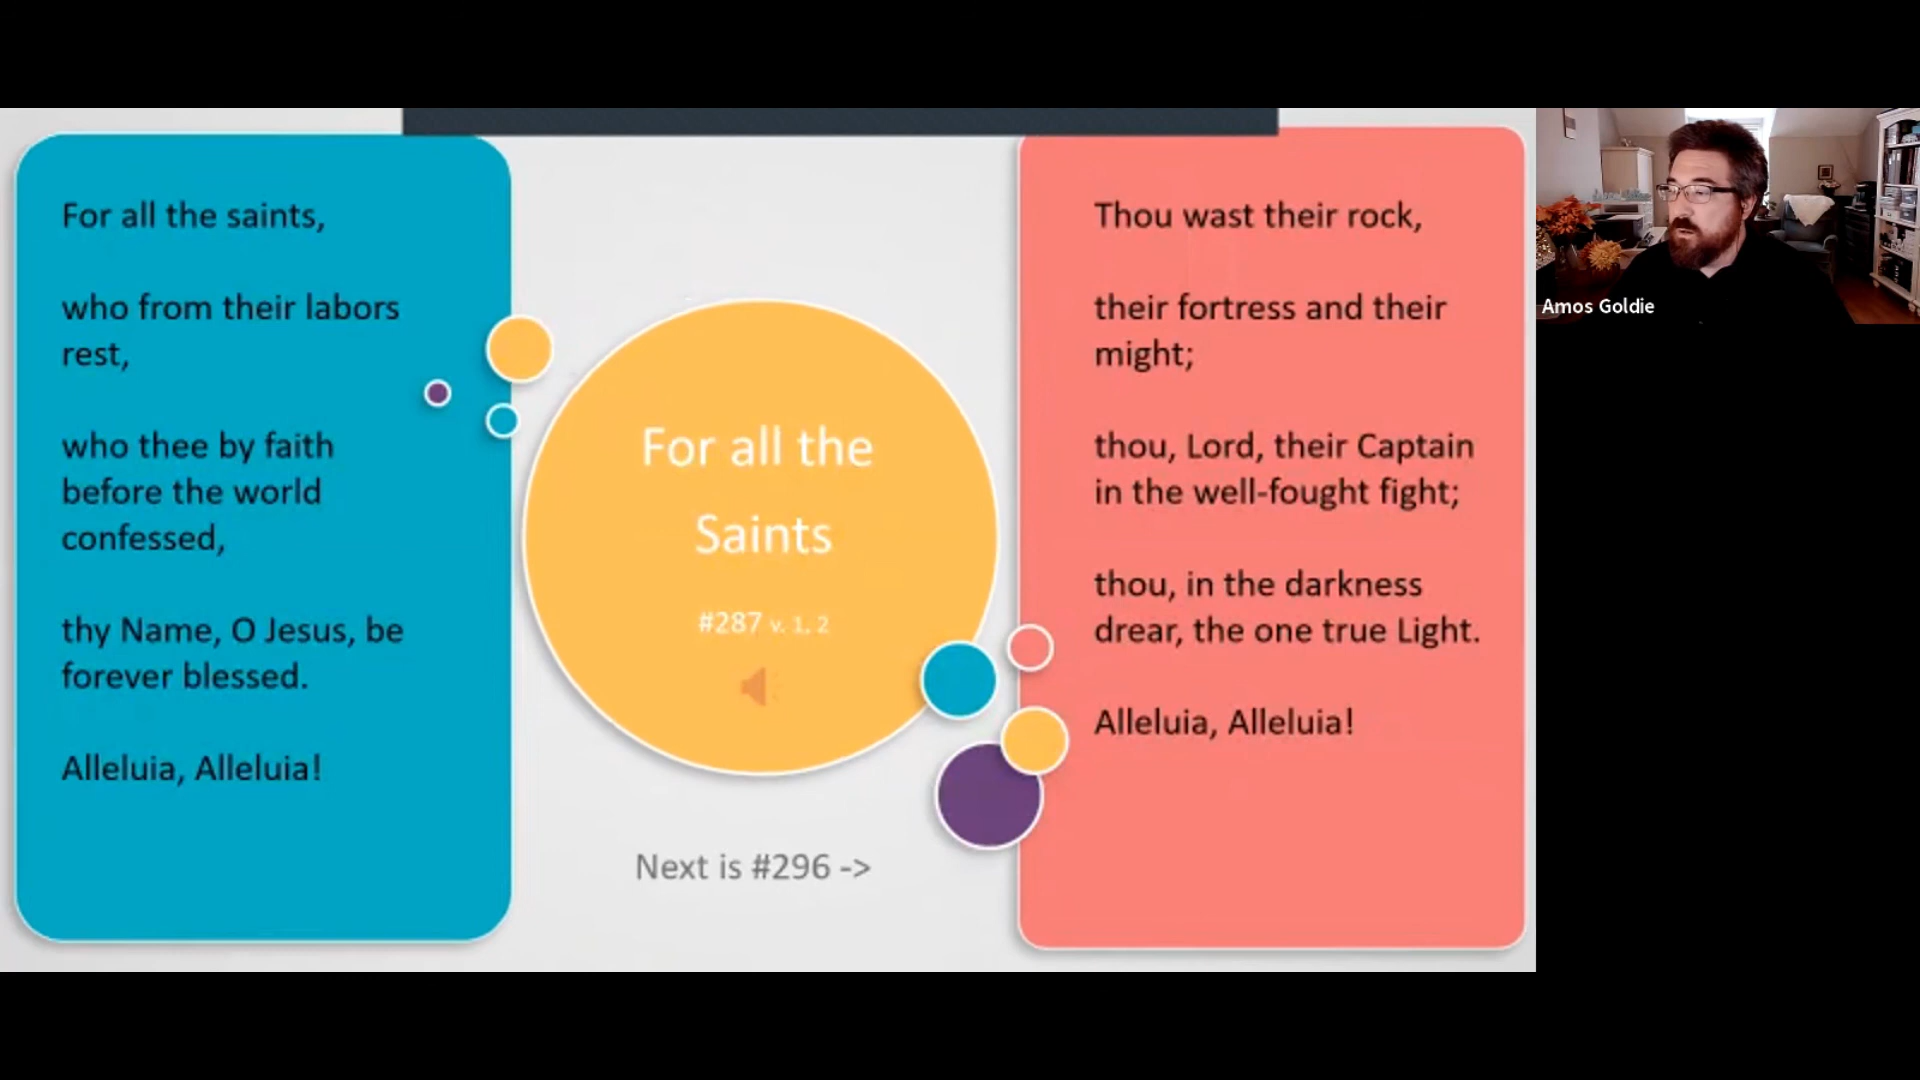 For all the saints,
who from their labors
rest,
who thee by faith
before the world
confessed,
thy Name, O Jesus, be
forever blessed.
Alleluia, Alleluia!
For all the
Saints
#287 v. 1, 2
Next is #296 ->
Thou wast their rock,
their fortress and their
might;
thou, Lord, their Captain
in the well-fought fight;
thou, in the darkness
drear, the one true Light.
Alleluia, Alleluia!
Amos Goldie